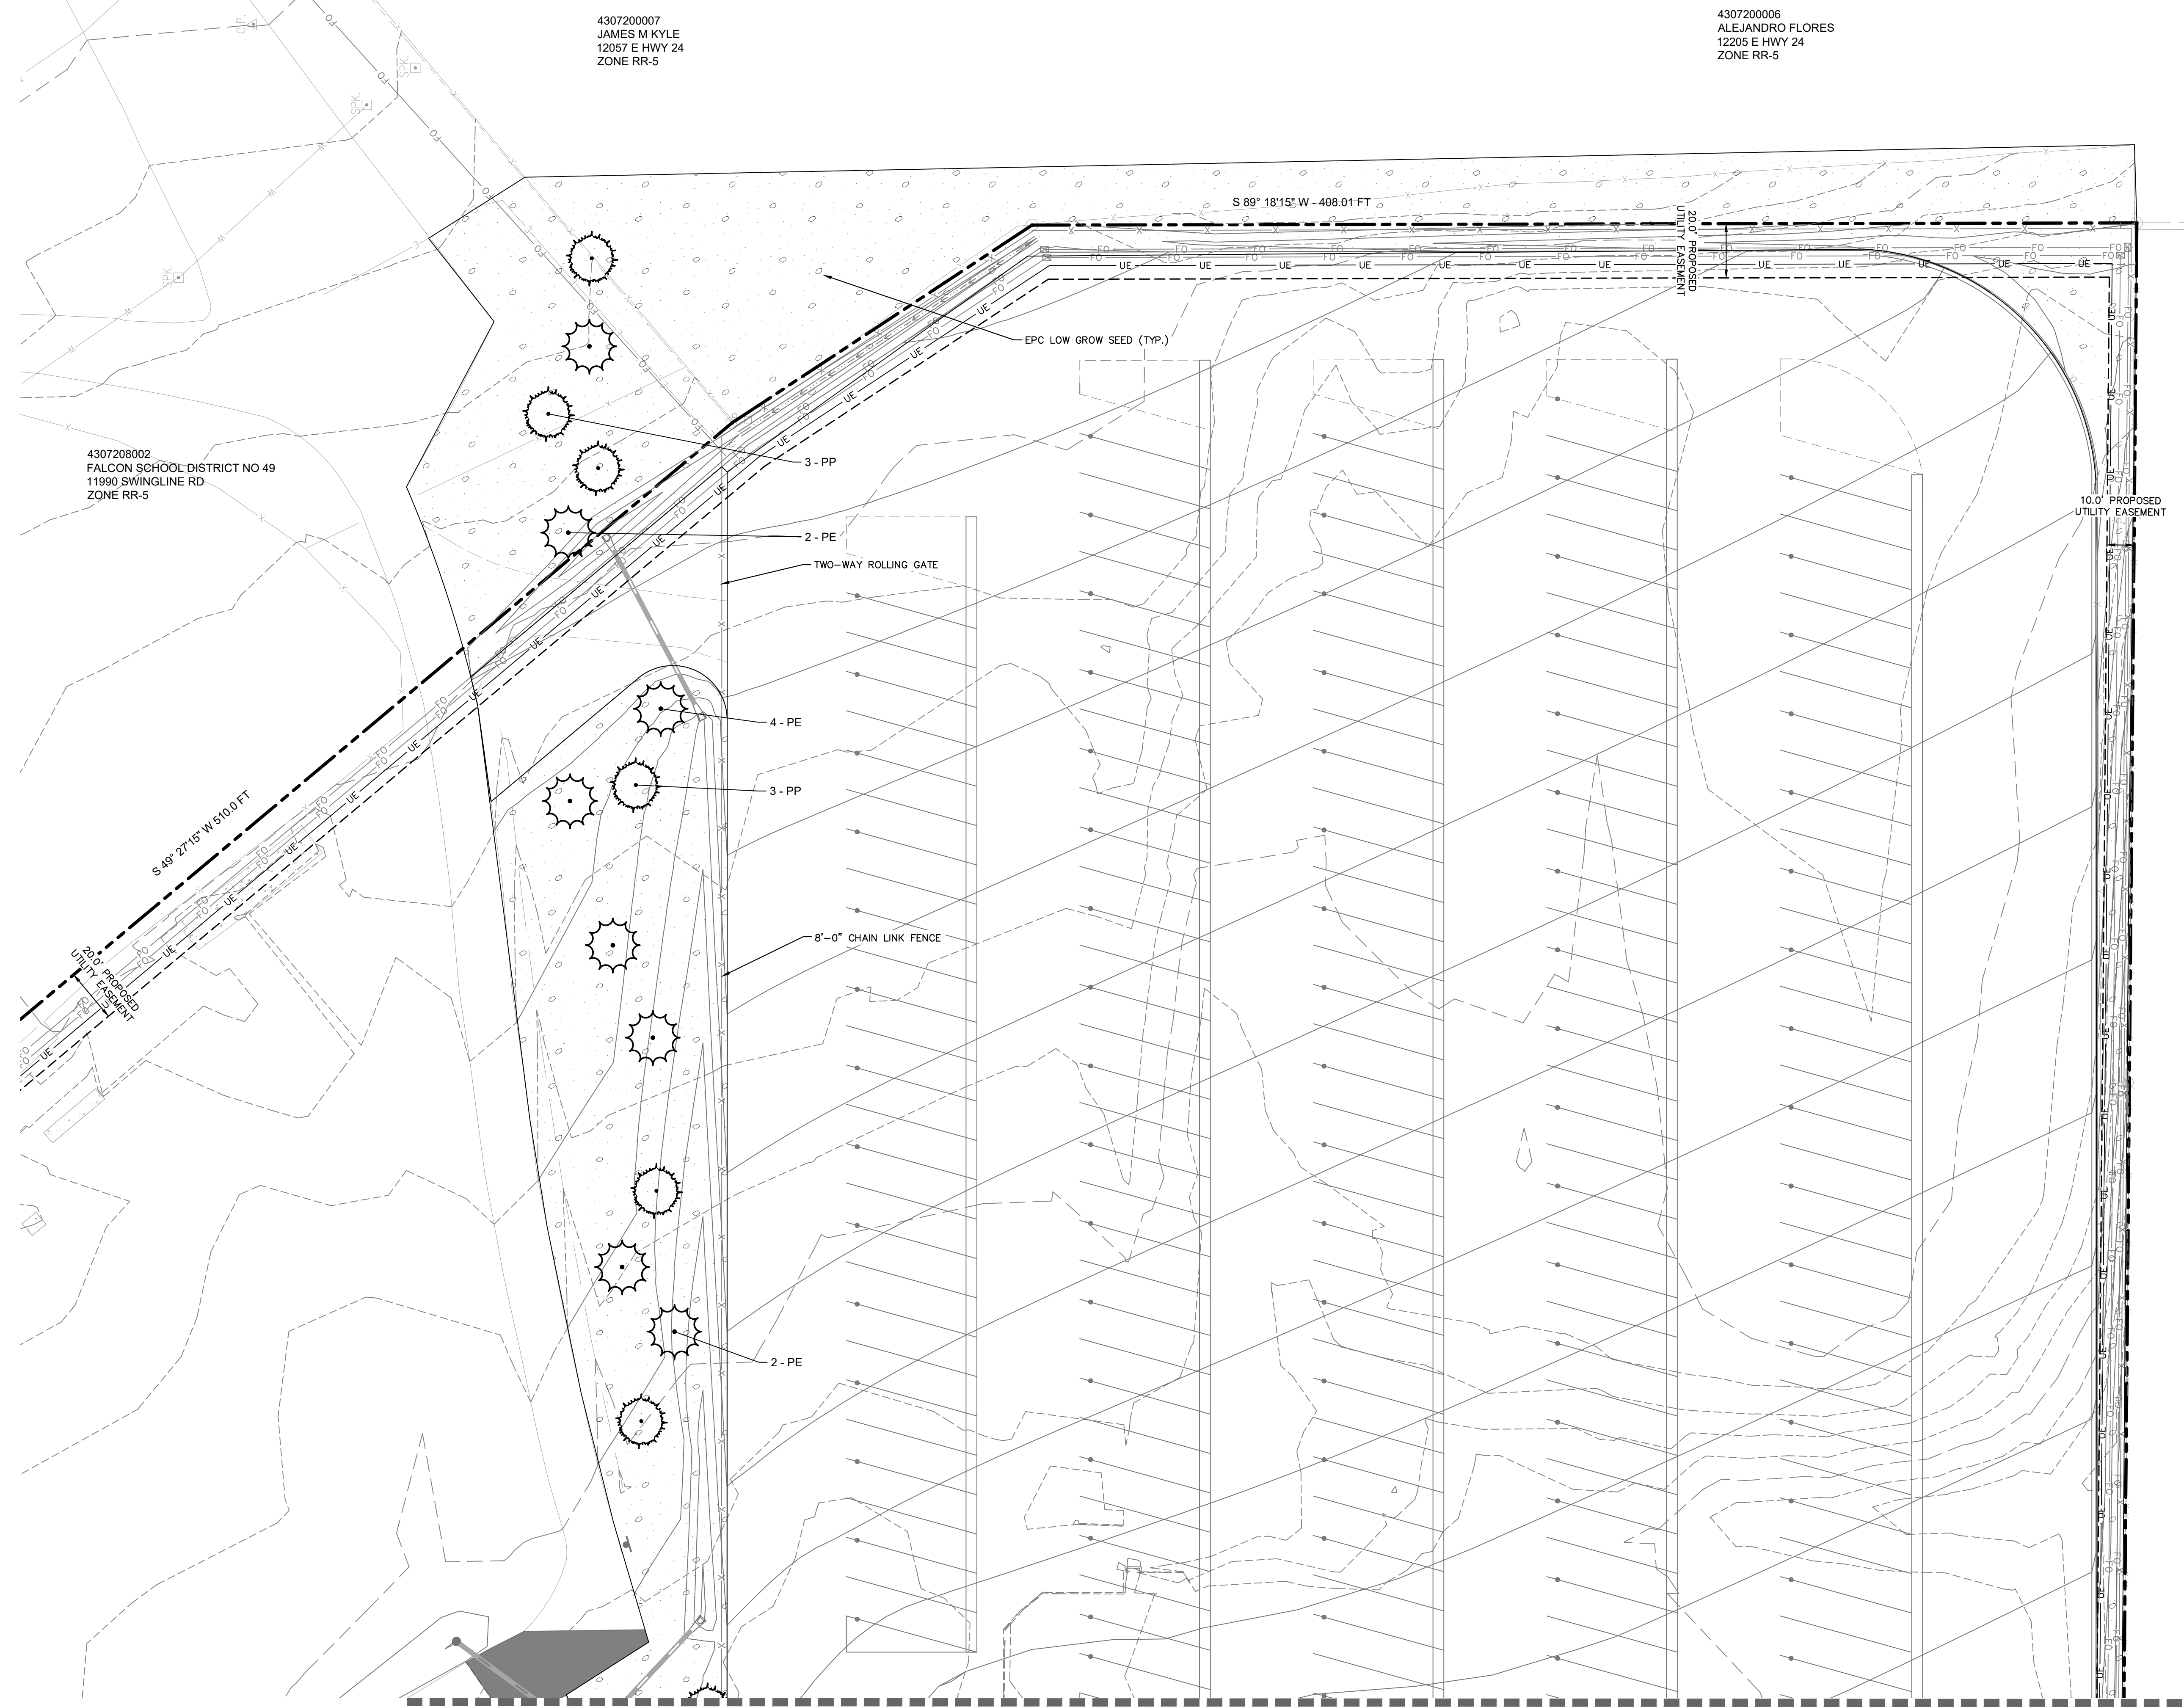 4307200007
JAMES M KYLE
12057 E HWY 24
ZONE RR-5
4307200006
ALEJANDRO FLORES
12205 E HWY 24
ZONE RR-5
C.P.
SPK.
SPK.
SPK.
S 89° 18'15" W - 408.01 FT
20.0' PROPOSED
UTILITY EASEMENT
EPC LOW GROW SEED (TYP.)
4307208002
FALCON SCHOOL DISTRICT NO 49
11990 SWINGLINE RD
ZONE RR-5
3 - PP
10.0' PROPOSED
UTILITY EASEMENT
2 - PE
TWO-WAY ROLLING GATE
4 - PE
3 - PP
S 49° 27'15" W 510.0 FT
8'-0" CHAIN LINK FENCE
20.0' PROPOSED
UTILITY EASEMENT
2 - PE